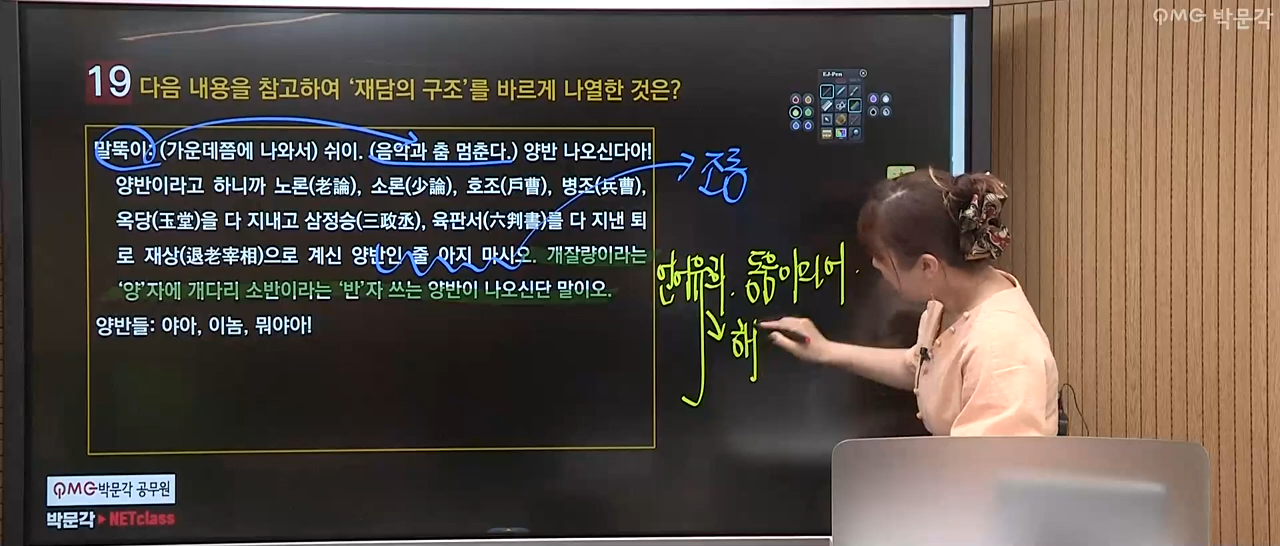 QMG 박문각
19 다음 내용을 참고하여 ‘재담의 구조’를 바르게 나열한 것은?
EJ-Pen
말뚝이: (가운데쯤에 나와서) 쉬이. (음악과 춤 멈춘다.) 양반 나오신다아!
양반이라고 하니까 노론(老論), 소론(少論), 호조(戶曹), 병조(兵曹),
옥당(玉堂)을 다 지내고 삼정승(三政丞), 육판서(六判書)를 다 지낸 퇴
로 재상(退老宰相)으로 계신 양반인 줄 아지 마시오. 개잘량이라는
‘양’자에 개다리 소반이라는 ‘반’자 쓰는 양반이 나오신단 말이오.
양반들: 야아, 이놈, 뭐야아!
조롱
언어유희. 동음이의어.
해
QMG 박문각 공무원
박문각 ▶ NETclass